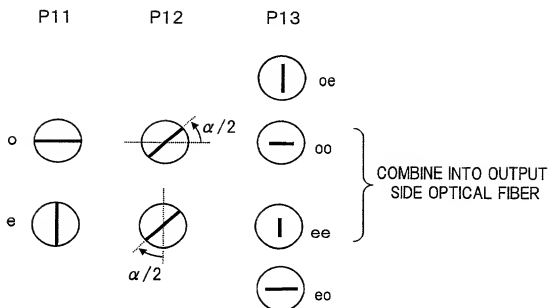 P11 P12 P13
oe
o α/2 oo
COMBINE INTO OUTPUT
SIDE OPTICAL FIBER
e ee
α/2
eo